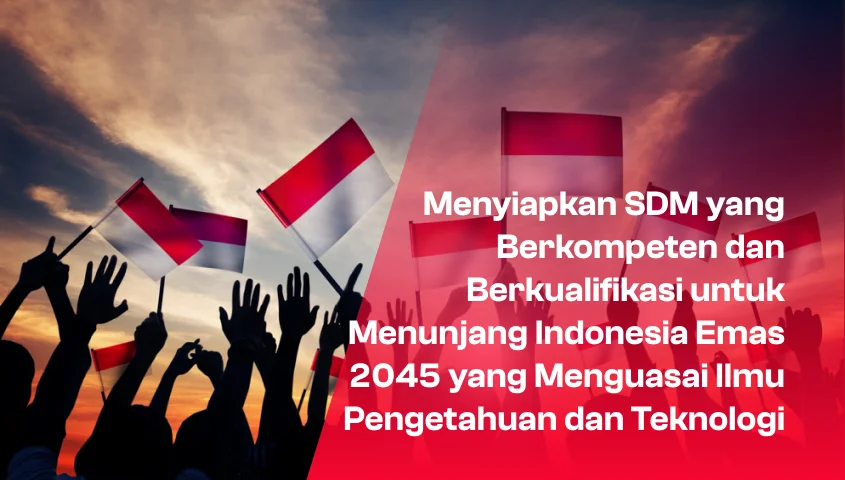 Menyiapkan SDM yang
Berkompeten dan
Berkualifikasi untuk
Menunjang Indonesia Emas
2045 yang Menguasai Ilmu
Pengetahuan dan Teknologi